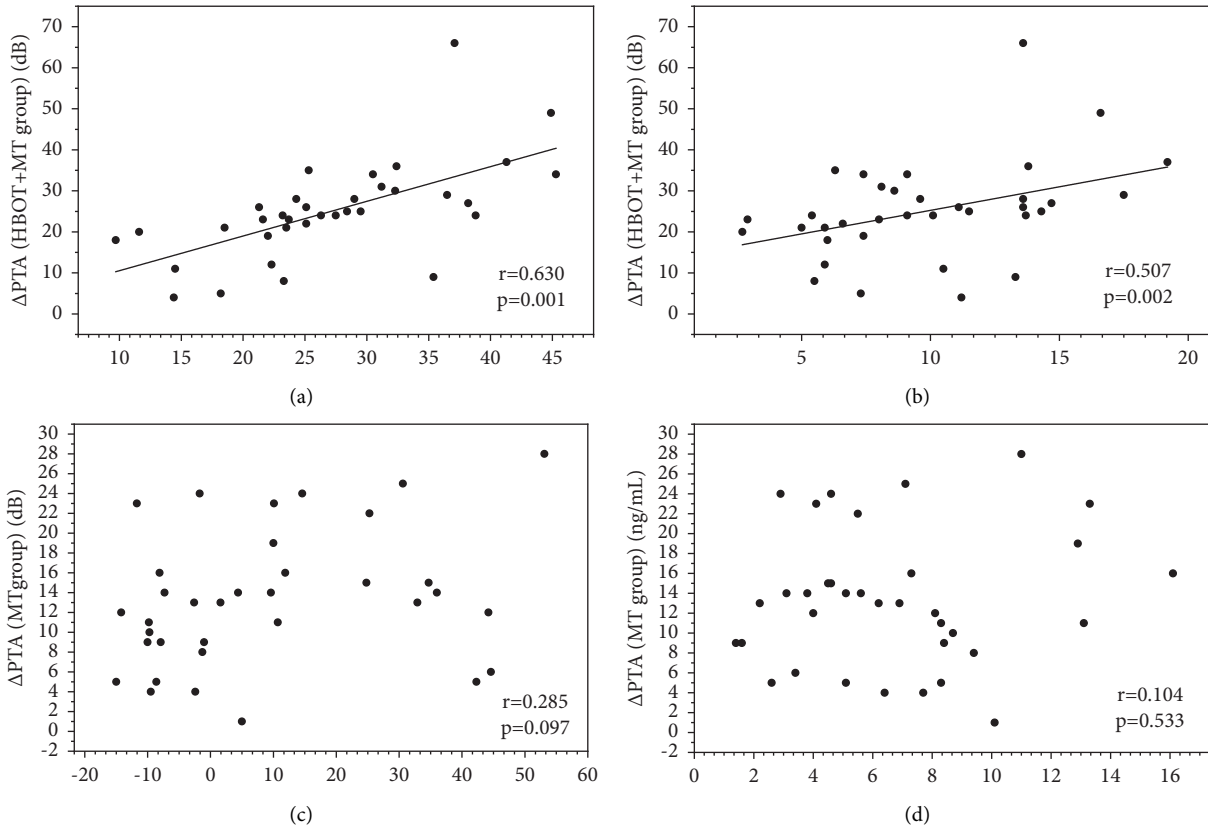 ΔPTA (HBOT+MT group) (dB)
70
60
50
40
30
20
10
0
r=0.630
p=0.001
10 15 20 25 30 35 40 45
(a)
ΔPTA (HBOT+MT group) (dB)
70
60
50
40
30
20
10
0
r=0.507
p=0.002
5 10 15 20
(b)
ΔPTA (MTgroup) (dB)
30
28
26
24
22
20
18
16
14
12
10
8
6
4
2
0
-2
r=0.285
p=0.097
-20 -10 0 10 20 30 40 50 60
(c)
ΔPTA (MT group) (ng/mL)
30
28
26
24
22
20
18
16
14
12
10
8
6
4
2
0
-2
r=0.104
p=0.533
0 2 4 6 8 10 12 14 16
(d)